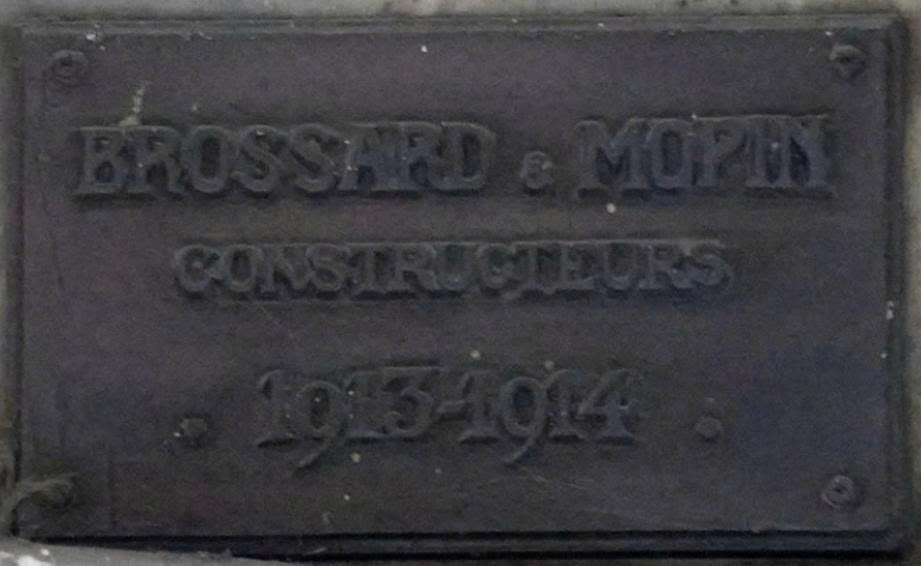 BROSSARD & MOPIN
CONSTRUCTEURS
1913-1914